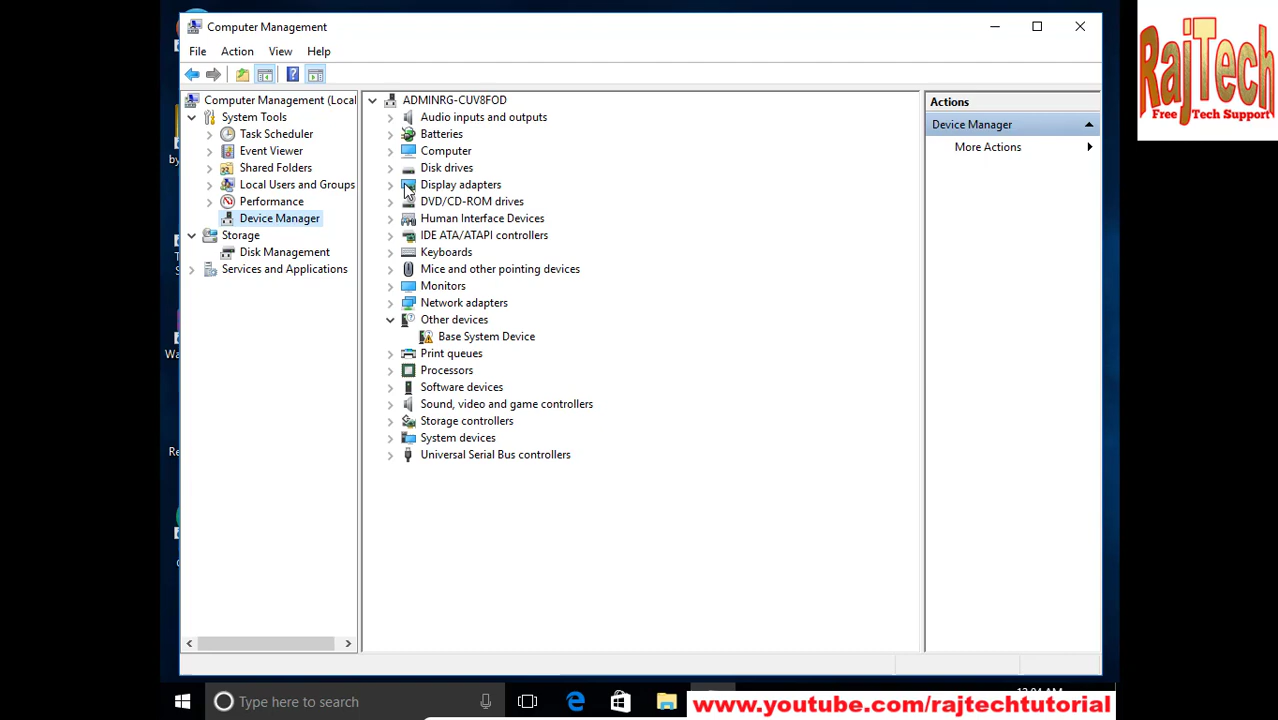 Computer Management
File Action View Help
Computer Management (Local
System Tools
Task Scheduler
Event Viewer
Shared Folders
Local Users and Groups
Performance
Device Manager
Storage
Disk Management
Services and Applications
ADMINRG-CUV8FOD
Audio inputs and outputs
Batteries
Computer
Disk drives
Display adapters
DVD/CD-ROM drives
Human Interface Devices
IDE ATA/ATAPI controllers
Keyboards
Mice and other pointing devices
Monitors
Network adapters
Other devices
Base System Device
Print queues
Processors
Software devices
Sound, video and game controllers
Storage controllers
System devices
Universal Serial Bus controllers
Actions
Device Manager
More Actions
RajTech
Free Tech Support
by
T
S
Wa
Re
Type here to search
www.youtube.com/rajtechtutorial